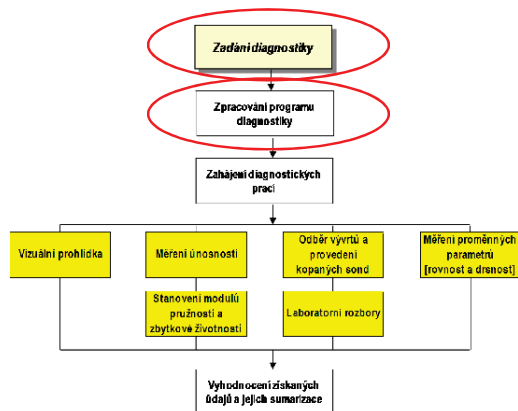 Zadání diagnostiky
Zpracování programu
diagnostiky
Zahájení diagnostických
prací
Vizuální prohlídka
Měření únosnosti
Odběr vývrtů a
provedení
kopaných sond
Měření proměnných
parametrů
[rovnost a drsnost]
Stanovení modulů
pružnosti a
zbytkové životnosti
Laboratorní rozbory
Vyhodnocení získaných
údajů a jejich sumarizace